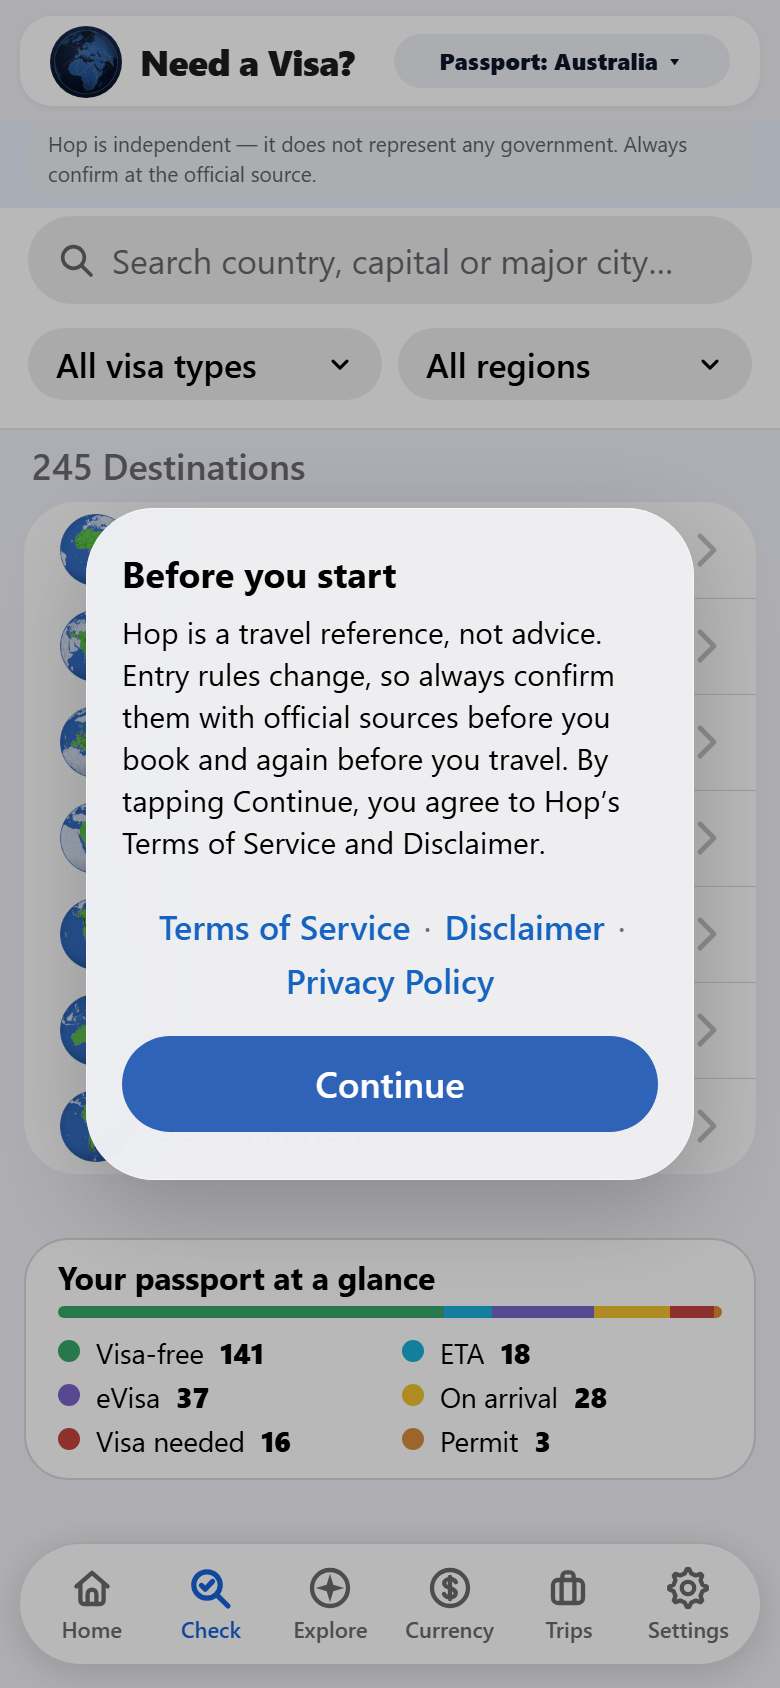 Need a Visa?
Passport: Australia
Hop is independent — it does not represent any government. Always
confirm at the official source.
Search country, capital or major city...
All visa types
All regions
245 Destinations
Before you start
Hop is a travel reference, not advice.
Entry rules change, so always confirm
them with official sources before you
book and again before you travel. By
tapping Continue, you agree to Hop’s
Terms of Service and Disclaimer.
Terms of Service · Disclaimer ·
Privacy Policy
Continue
Your passport at a glance
Visa-free 141
ETA 18
eVisa 37
On arrival 28
Visa needed 16
Permit 3
Home
Check
Explore
Currency
Trips
Settings